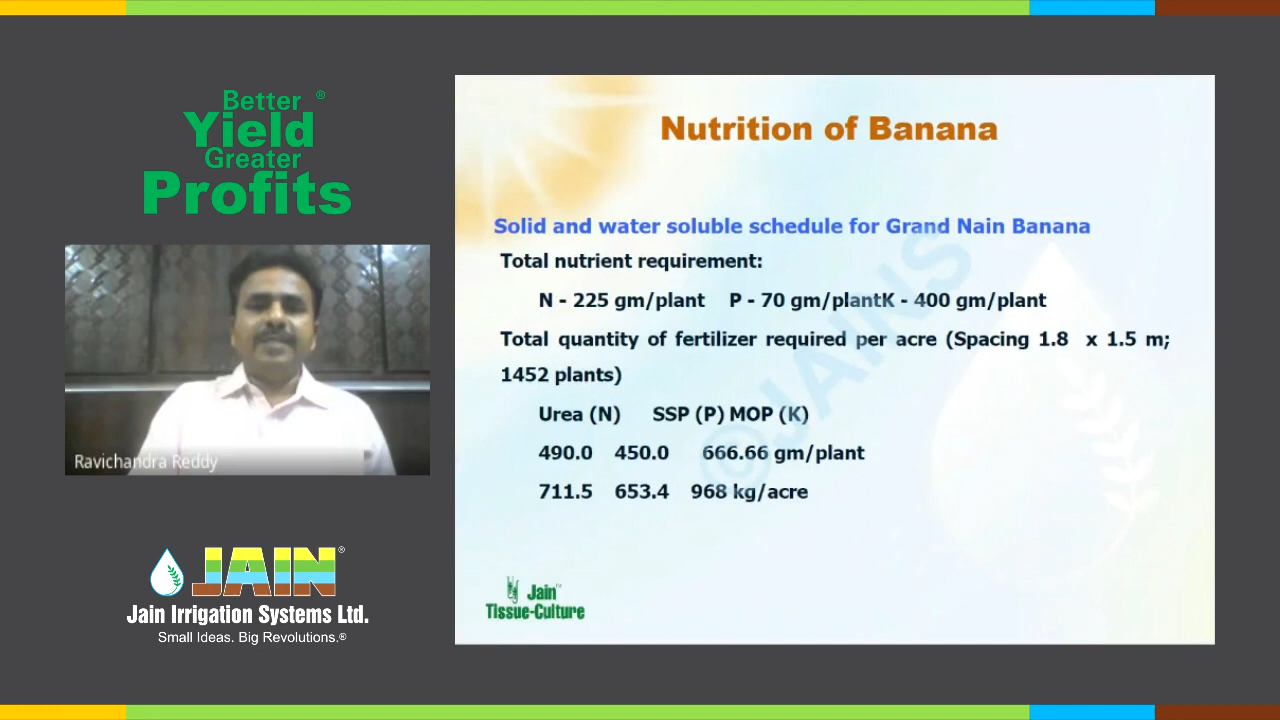 Better ®
Yield
Greater
Profits
Ravichandra Reddy
JAIN®
Jain Irrigation Systems Ltd.
Small Ideas. Big Revolutions.®
Nutrition of Banana
Solid and water soluble schedule for Grand Nain Banana
Total nutrient requirement:
N - 225 gm/plant P - 70 gm/plantK - 400 gm/plant
Total quantity of fertilizer required per acre (Spacing 1.8 x 1.5 m;
1452 plants)
Urea (N) SSP (P) MOP (K)
490.0 450.0 666.66 gm/plant
711.5 653.4 968 kg/acre
©JAINS
Jain™
Tissue-Culture